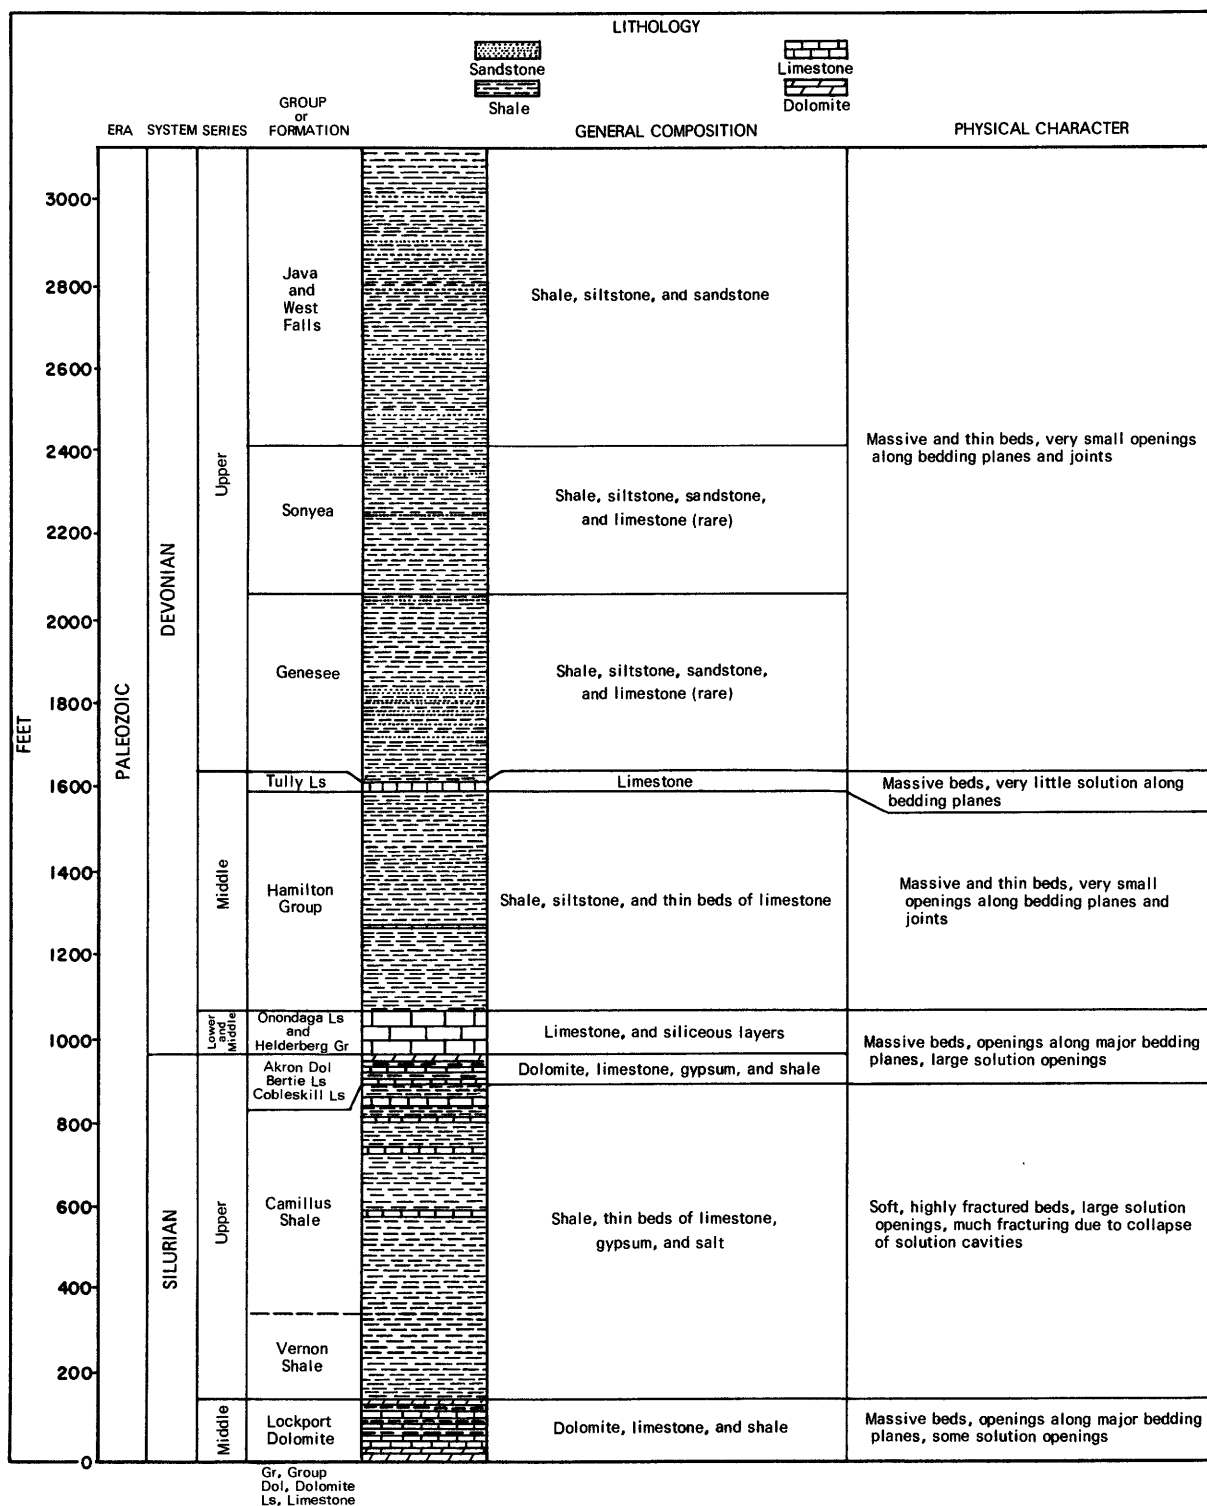 LITHOLOGY
Sandstone
Limestone
Shale
Dolomite
ERA
SYSTEM
SERIES
GROUP
or
FORMATION
GENERAL COMPOSITION
PHYSICAL CHARACTER
FEET
3000
2800
2600
2400
2200
2000
1800
1600
1400
1200
1000
800
600
400
200
0
PALEOZOIC
DEVONIAN
SILURIAN
Upper
Middle
Lower
and
Middle
Upper
Middle
Java
and
West
Falls
Shale, siltstone, and sandstone
Massive and thin beds, very small openings
along bedding planes and joints
Sonyea
Shale, siltstone, sandstone,
and limestone (rare)
Genesee
Shale, siltstone, sandstone,
and limestone (rare)
Tully Ls
Limestone
Massive beds, very little solution along
bedding planes
Hamilton
Group
Shale, siltstone, and thin beds of limestone
Massive and thin beds, very small
openings along bedding planes and
joints
Onondaga Ls
and
Helderberg Gr
Limestone, and siliceous layers
Massive beds, openings along major bedding
planes, large solution openings
Akron Dol
Bertie Ls
Cobleskill Ls
Dolomite, limestone, gypsum, and shale
Camillus
Shale
Shale, thin beds of limestone,
gypsum, and salt
Soft, highly fractured beds, large solution
openings, much fracturing due to collapse
of solution cavities
Vernon
Shale
Lockport
Dolomite
Dolomite, limestone, and shale
Massive beds, openings along major bedding
planes, some solution openings
Gr, Group
Dol, Dolomite
Ls, Limestone